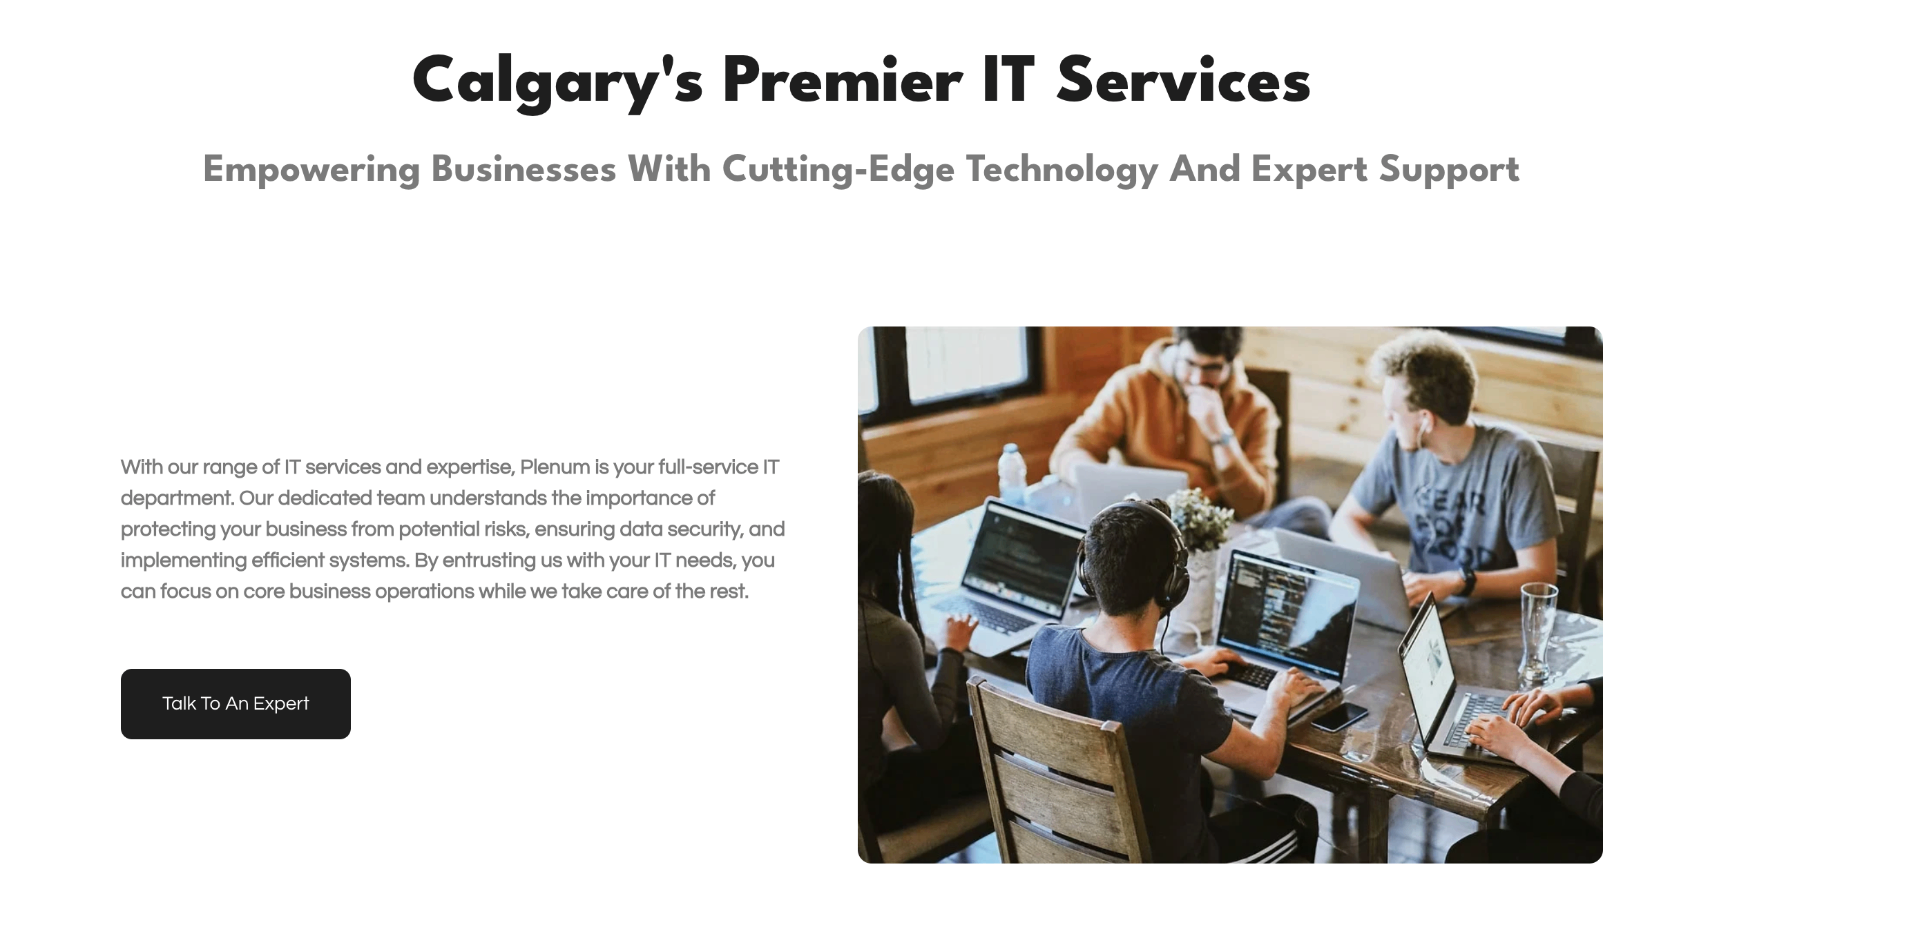 Calgary's Premier IT Services
Empowering Businesses With Cutting-Edge Technology And Expert Support
With our range of IT services and expertise, Plenum is your full-service IT
department. Our dedicated team understands the importance of
protecting your business from potential risks, ensuring data security, and
implementing efficient systems. By entrusting us with your IT needs, you
can focus on core business operations while we take care of the rest.
Talk To An Expert